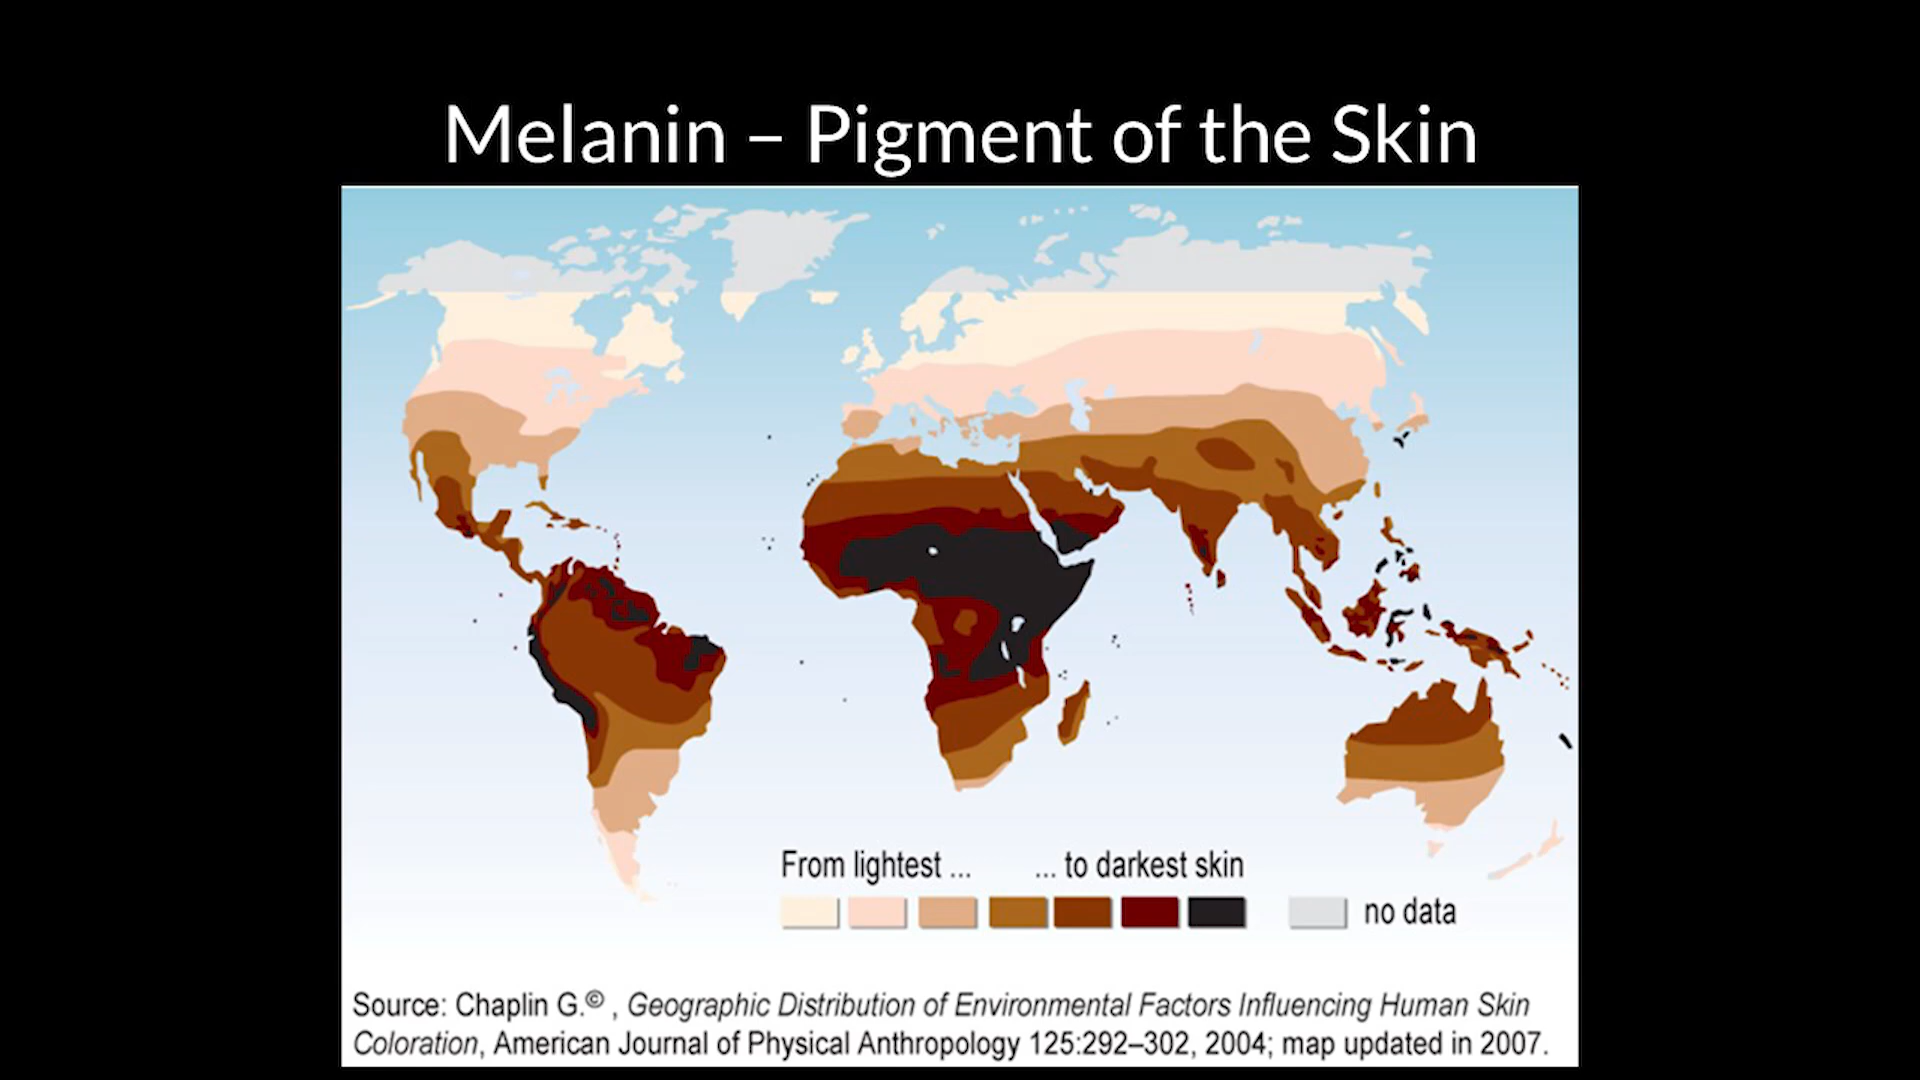 Melanin – Pigment of the Skin
From lightest ... ... to darkest skin
no data
Source: Chaplin G.© , Geographic Distribution of Environmental Factors Influencing Human Skin
Coloration, American Journal of Physical Anthropology 125:292–302, 2004; map updated in 2007.